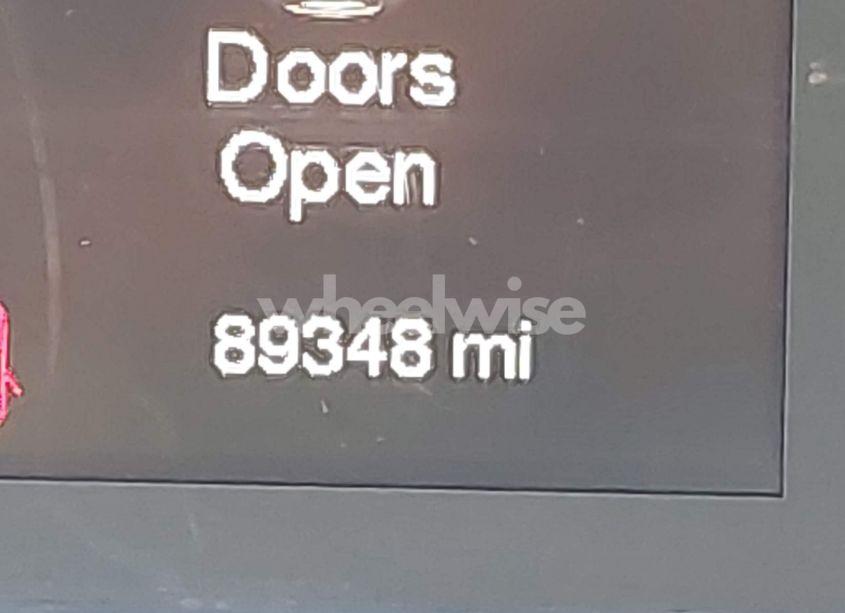 Doors
Open
wheelwise
89348 mi